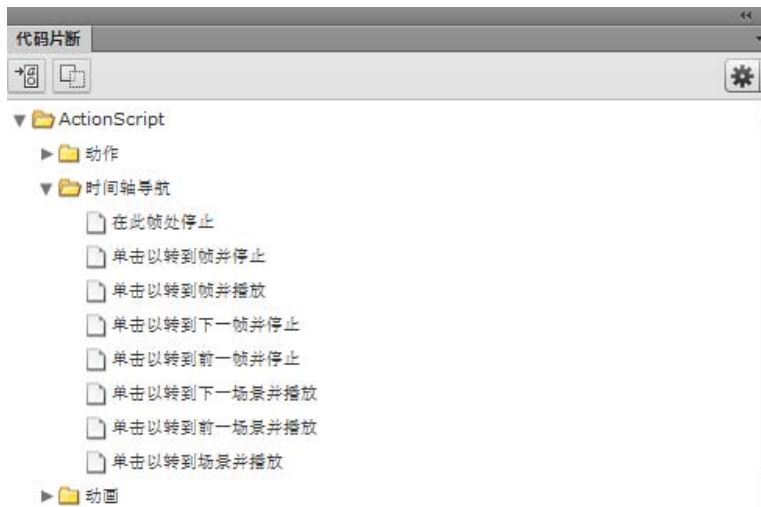 代码片断
ActionScript
动作
时间轴导航
在此帧处停止
单击以转到帧并停止
单击以转到帧并播放
单击以转到下一帧并停止
单击以转到前一帧并停止
单击以转到下一场景并播放
单击以转到前一场景并播放
单击以转到场景并播放
动画